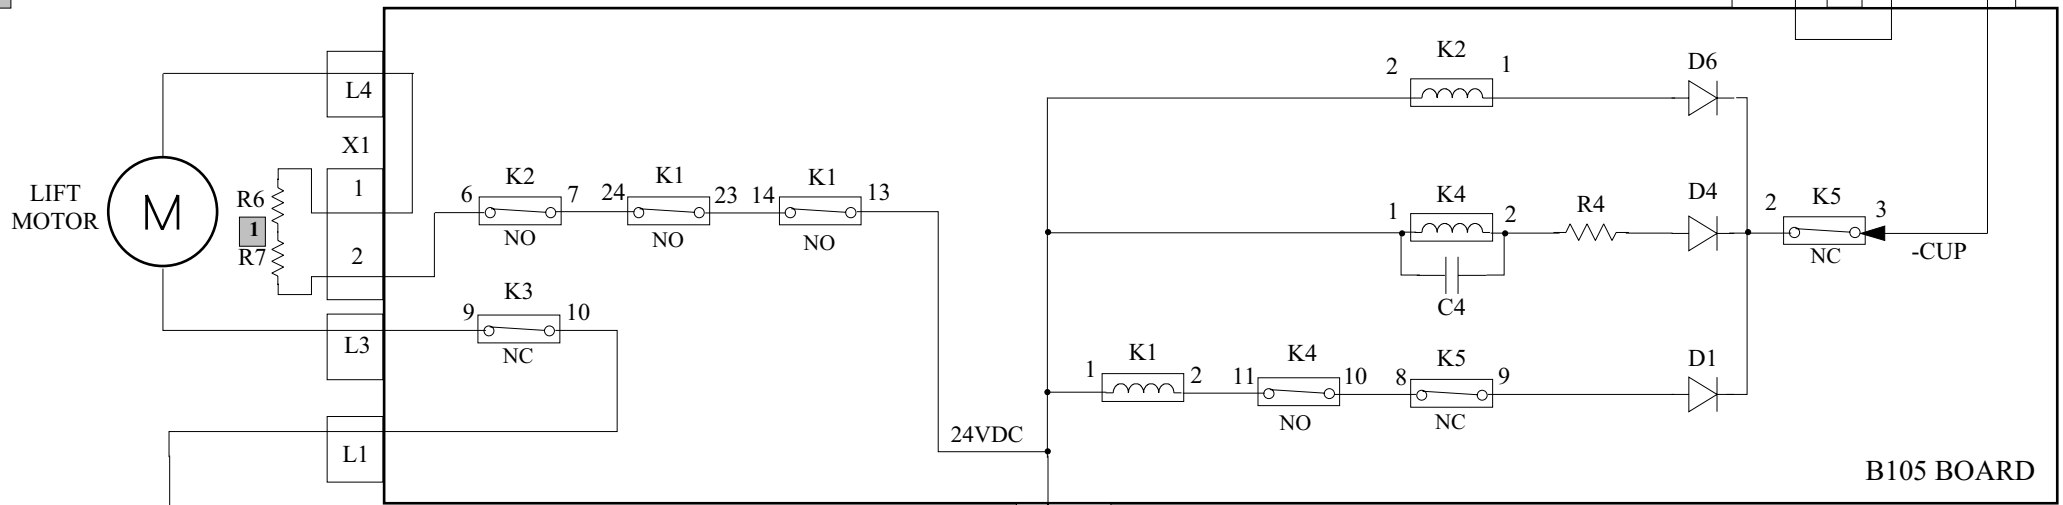 K2
2
1
D6
L4
X1
LIFT
MOTOR
M
R6
1
R7
1
2
K2
6
7
NO
K1
24
23
NO
K1
14
13
NO
K4
1
2
C4
R4
D4
K5
2
3
NC
-CUP
K3
9
10
NC
L3
K1
1
2
K4
11
10
NO
K5
8
9
NC
D1
24VDC
L1
B105 BOARD